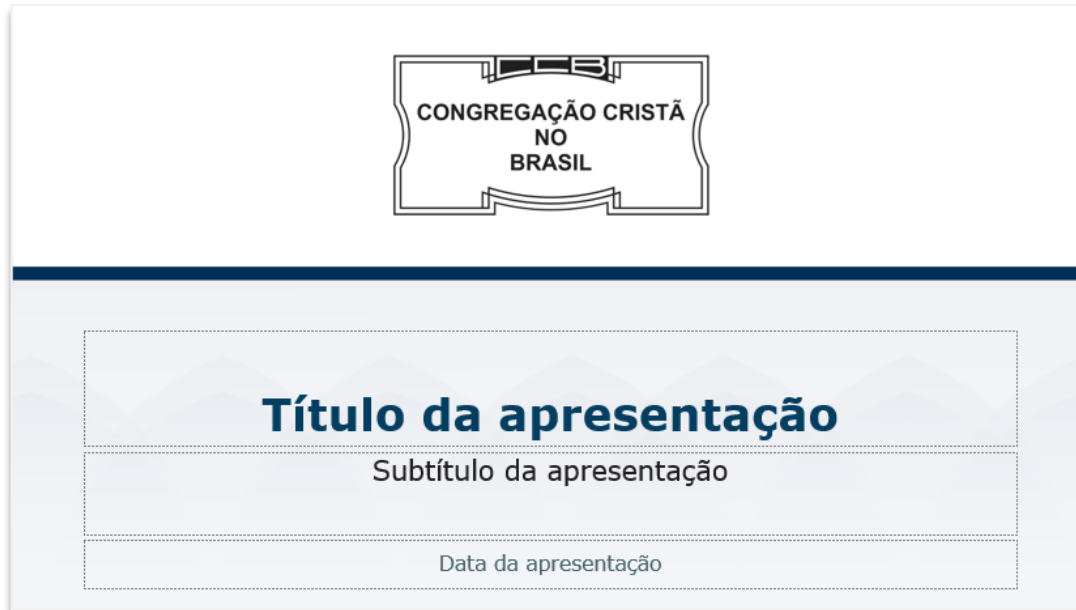 CCB
CONGREGAÇÃO CRISTÃ
NO
BRASIL
Título da apresentação
Subtítulo da apresentação
Data da apresentação